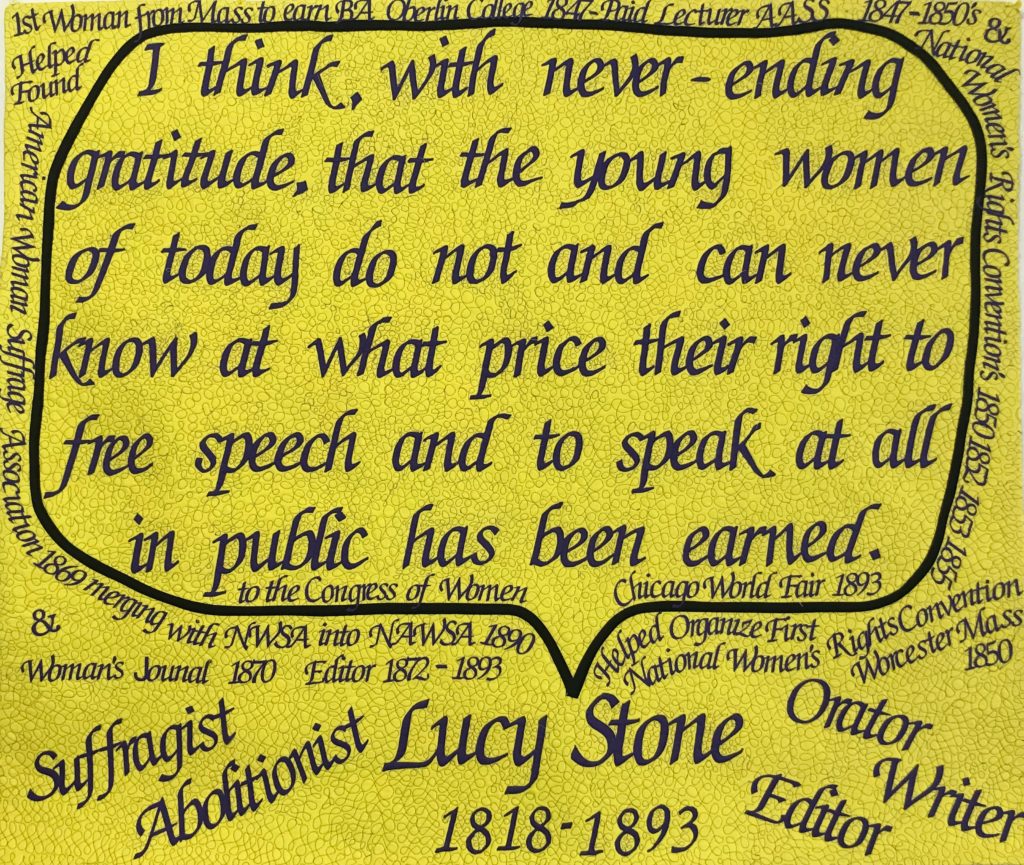 1st Woman from Mass to earn BA Oberlin College 1847-Paid Lecturer AASS 1847-1850's &
National Women's Rights Convention's 1850 1852 1853 1855
Helped
Found
American Woman Suffrage Association 1869 merging with NWSA into NAWSA 1890
&
Woman's Jounal 1870 Editor 1872-1893
I think, with never-ending
gratitude, that the young women
of today do not and can never
know at what price their right to
free speech and to speak at all
in public has been earned.
to the Congress of Women Chicago World Fair 1893
Helped Organize First
National Women's Rights Convention
Worcester Mass
1850
Suffragist
Abolitionist
Lucy Stone
1818-1893
Orator
Writer
Editor